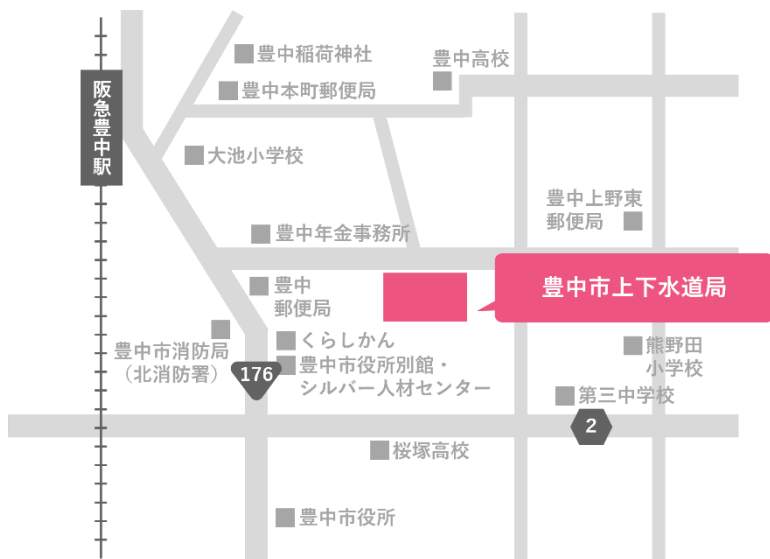 豊中稲荷神社
豊中高校
豊中本町郵便局
阪急豊中駅
大池小学校
豊中上野東
郵便局
豊中年金事務所
豊中
郵便局
豊中市上下水道局
豊中市消防局
（北消防署）
くらしかん
豊中市役所別館・
シルバー人材センター
176
熊野田
小学校
第三中学校
2
桜塚高校
豊中市役所